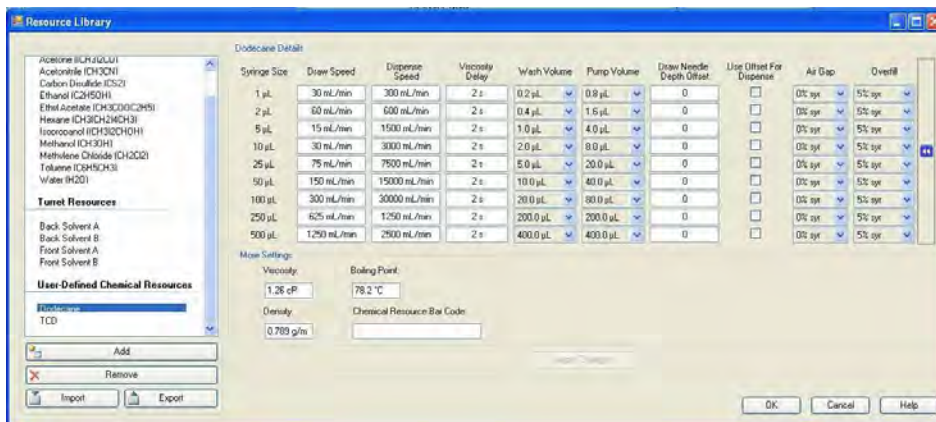 Resource Library
Acetone (CH3)2CO)
Acetonitrile (CH3CN)
Carbon Disulfide (CS2)
Ethanol (C2H5OH)
Ethyl Acetate (CH3COOC2H5)
Hexane (CH3(CH2)4CH3)
Isopropanol ((CH3)2CHOH)
Methanol (CH3OH)
Methylene Chloride (CH2Cl2)
Toluene (C6H5CH3)
Water (H2O)
Turret Resources
Back Solvent A
Back Solvent B
Front Solvent A
Front Solvent B
User-Defined Chemical Resources
Dodecane
TCD
Add
Remove
Import Export
Dodecane Details
Syringe Size Draw Speed Dispense Speed Viscosity Delay Wash Volume Pump Volume Draw Needle Depth Offset Use Offset For Dispense Air Gap Overfill
1 µL 30 mL/min 300 mL/min 2 s 0.2 µL 0.8 µL 0 0% syr 5% syr
2 µL 60 mL/min 600 mL/min 2 s 0.4 µL 1.6 µL 0 0% syr 5% syr
5 µL 15 mL/min 1500 mL/min 2 s 1.0 µL 4.0 µL 0 0% syr 5% syr
10 µL 30 mL/min 3000 mL/min 2 s 2.0 µL 8.0 µL 0 0% syr 5% syr
25 µL 75 mL/min 7500 mL/min 2 s 5.0 µL 20.0 µL 0 0% syr 5% syr
50 µL 150 mL/min 15000 mL/min 2 s 10.0 µL 40.0 µL 0 0% syr 5% syr
100 µL 300 mL/min 30000 mL/min 2 s 20.0 µL 80.0 µL 0 0% syr 5% syr
250 µL 625 mL/min 1250 mL/min 2 s 200.0 µL 200.0 µL 0 0% syr 5% syr
500 µL 1250 mL/min 2500 mL/min 2 s 400.0 µL 400.0 µL 0 0% syr 5% syr
More Settings
Viscosity: Boiling Point:
1.26 cP 78.2 °C
Density: Chemical Resource Bar Code:
0.789 g/m
OK Cancel Help